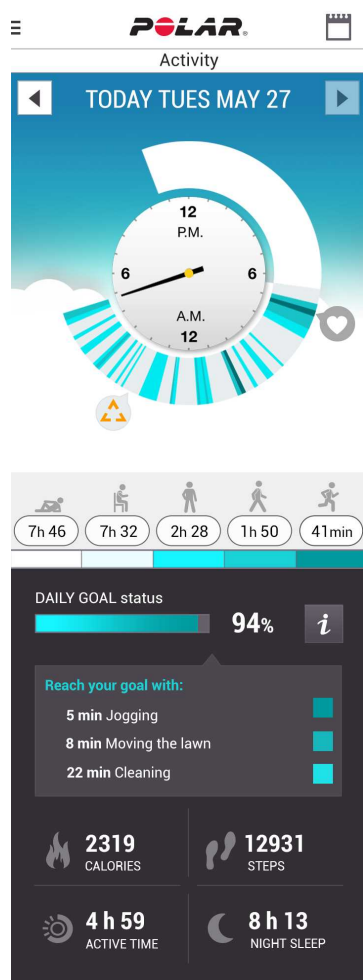 POLAR
Activity
TODAY TUES MAY 27
12
P.M.
6 6
A.M.
12
7h 46 7h 32 2h 28 1h 50 41min
DAILY GOAL status
94%
i
Reach your goal with:
5 min Jogging
8 min Moving the lawn
22 min Cleaning
2319
CALORIES
12931
STEPS
4 h 59
ACTIVE TIME
8 h 13
NIGHT SLEEP